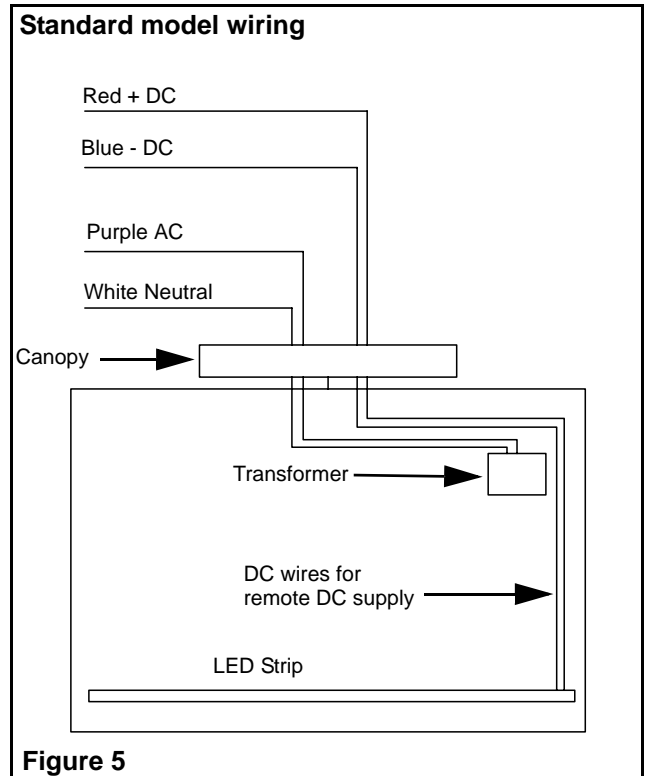 Standard model wiring
Red + DC
Blue - DC
Purple AC
White Neutral
Canopy
Transformer
DC wires for
remote DC supply
LED Strip
Figure 5